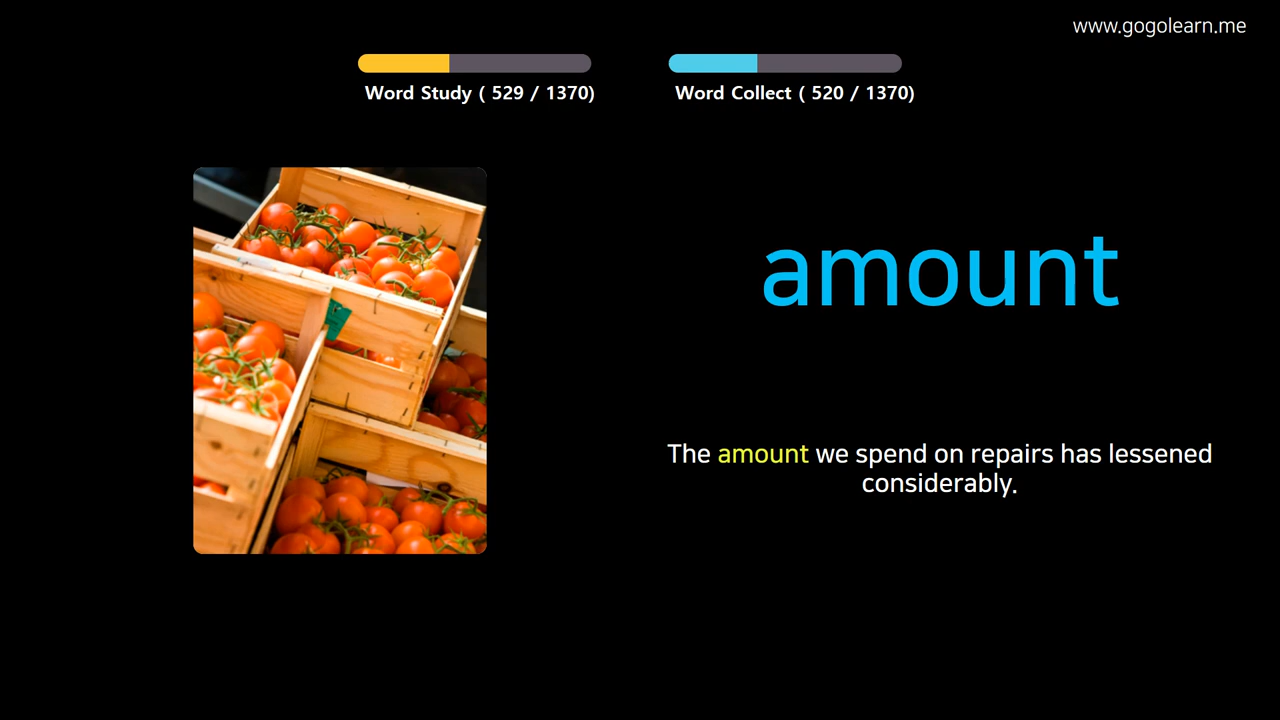 www.gogolearn.me
Word Study ( 529 / 1370)
Word Collect ( 520 / 1370)
amount
The amount we spend on repairs has lessened
considerably.